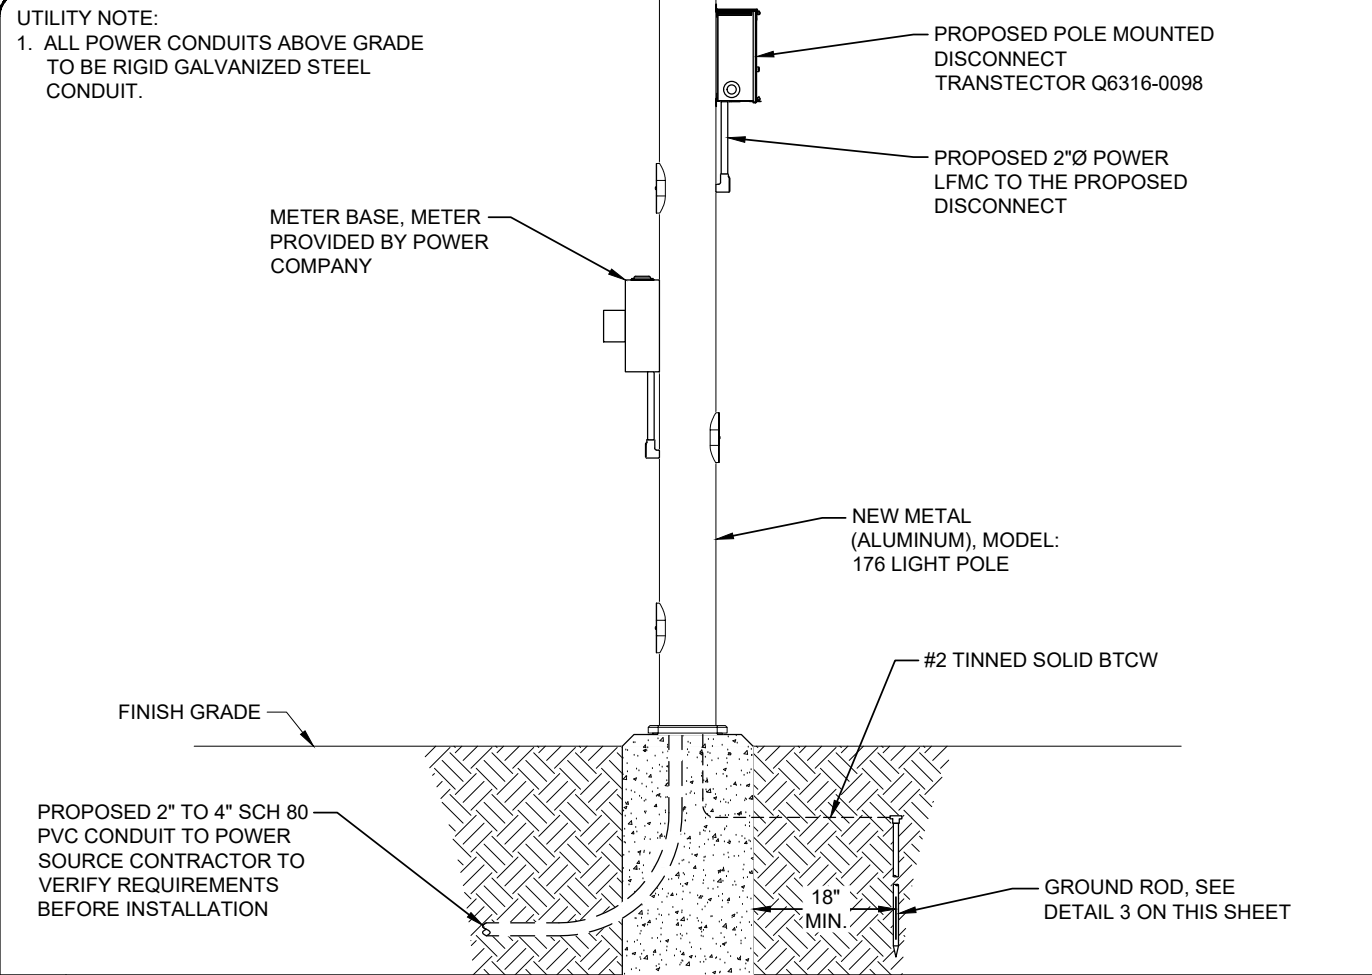 UTILITY NOTE:
1. ALL POWER CONDUITS ABOVE GRADE
TO BE RIGID GALVANIZED STEEL
CONDUIT.
PROPOSED POLE MOUNTED
DISCONNECT
TRANSTECTOR Q6316-0098
PROPOSED 2"Ø POWER
LFMC TO THE PROPOSED
DISCONNECT
METER BASE, METER
PROVIDED BY POWER
COMPANY
NEW METAL
(ALUMINUM), MODEL:
176 LIGHT POLE
#2 TINNED SOLID BTCW
FINISH GRADE
PROPOSED 2" TO 4" SCH 80
PVC CONDUIT TO POWER
SOURCE CONTRACTOR TO
VERIFY REQUIREMENTS
BEFORE INSTALLATION
18"
MIN.
GROUND ROD, SEE
DETAIL 3 ON THIS SHEET